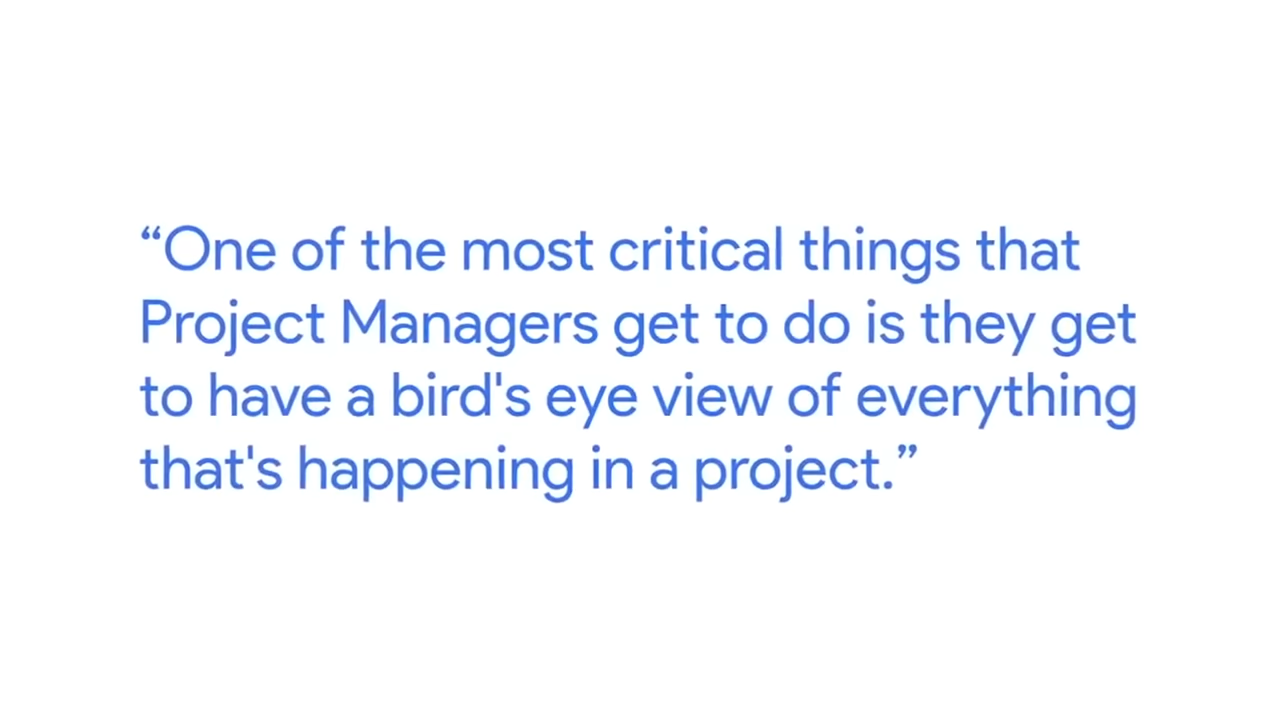 “One of the most critical things that
Project Managers get to do is they get
to have a bird's eye view of everything
that's happening in a project.”